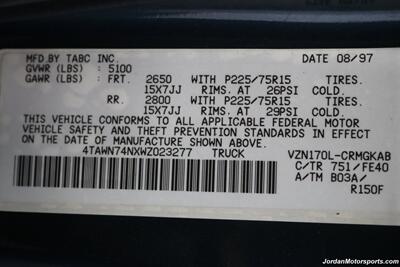 MFD BY TABC INC. DATE 08/97
GVWR (LBS) : 5100
GAWR (LBS) : FRT. 2650 WITH P225/75R15 TIRES.
15X7JJ RIMS. AT 26PSI COLD.
RR. 2800 WITH P225/75R15 TIRES.
15X7JJ RIMS. AT 29PSI COLD.
THIS VEHICLE CONFORMS TO ALL APPLICABLE FEDERAL MOTOR
VEHICLE SAFETY AND THEFT PREVENTION STANDARDS IN EFFECT
ON THE DATE OF MANUFACTURE SHOWN ABOVE.
4TAWN74NXWZ023277 TRUCK VZN170L-CRMGKAB
C/TR 751/FE40
A/TM B03A/
R150F
JordanMotorsports.com